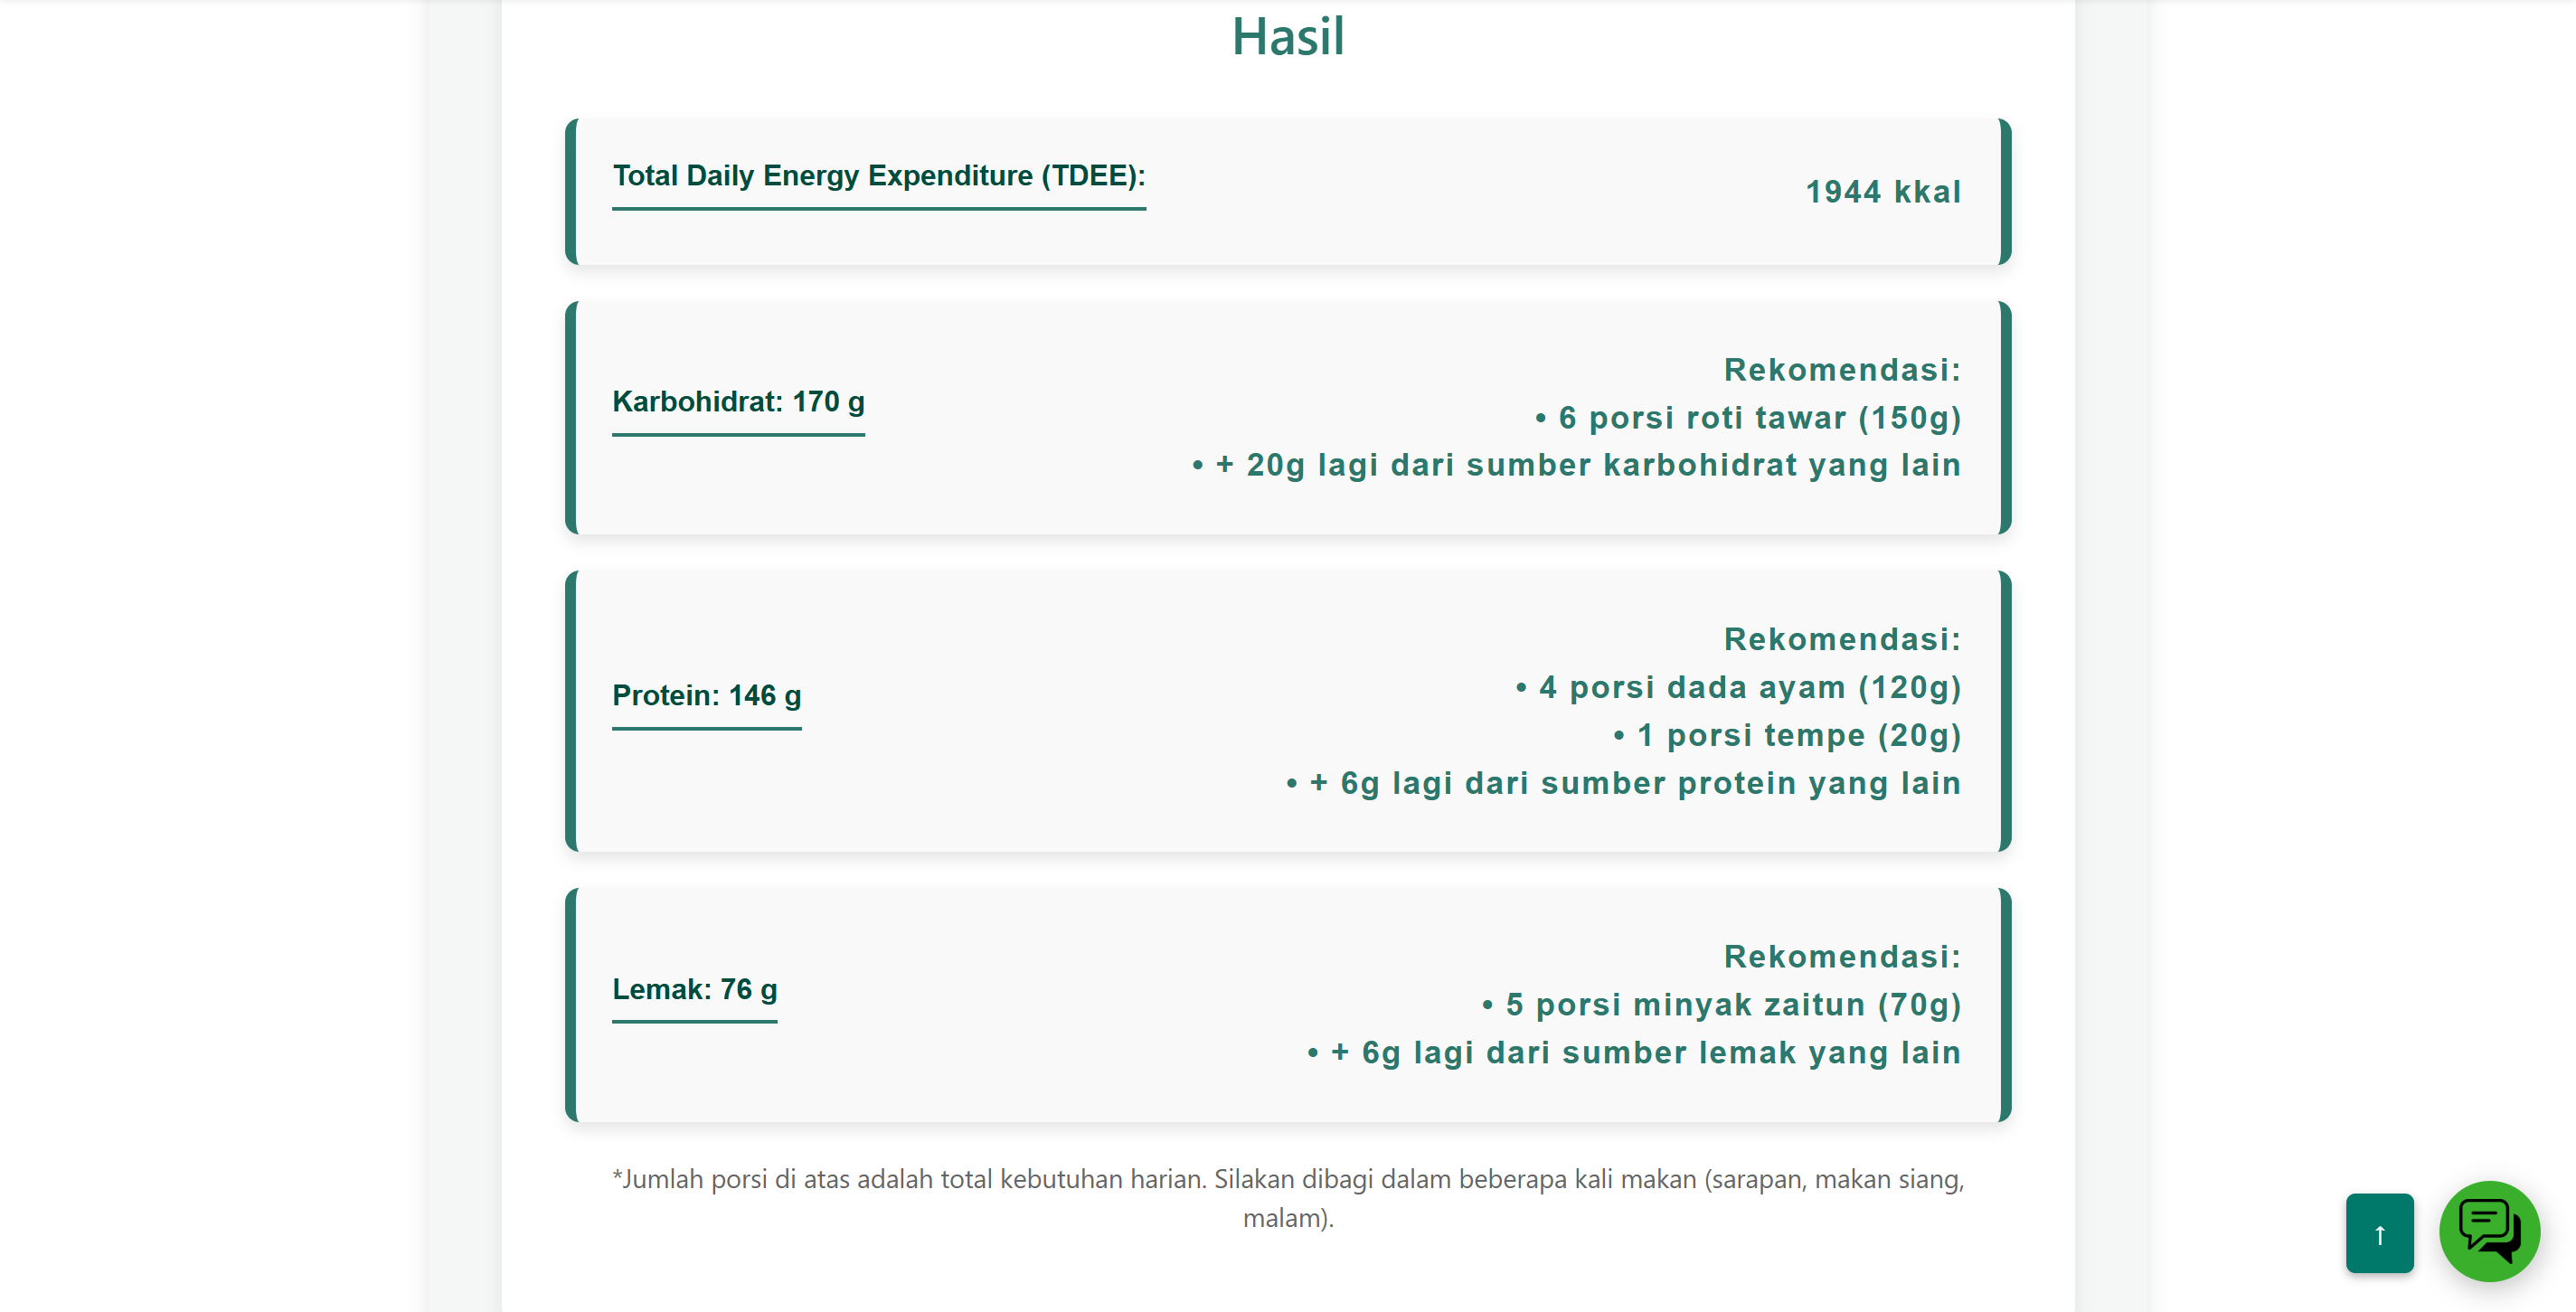 Hasil
Total Daily Energy Expenditure (TDEE):
1944 kkal
Karbohidrat: 170 g
Rekomendasi:
• 6 porsi roti tawar (150g)
• + 20g lagi dari sumber karbohidrat yang lain
Protein: 146 g
Rekomendasi:
• 4 porsi dada ayam (120g)
• 1 porsi tempe (20g)
• + 6g lagi dari sumber protein yang lain
Lemak: 76 g
Rekomendasi:
• 5 porsi minyak zaitun (70g)
• + 6g lagi dari sumber lemak yang lain
*Jumlah porsi di atas adalah total kebutuhan harian. Silakan dibagi dalam beberapa kali makan (sarapan, makan siang,
malam).
↑